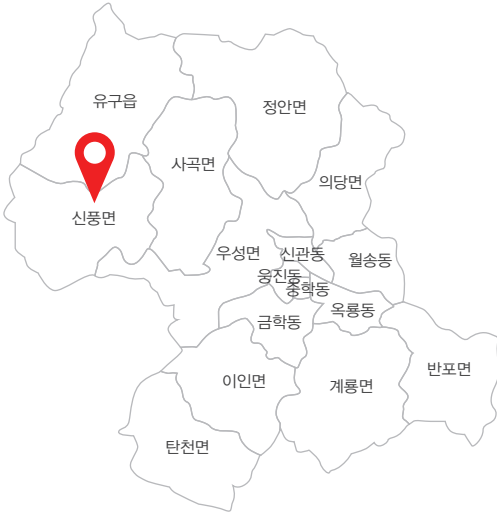 유구읍
정안면
사곡면
의당면
신풍면
우성면
신관동
월송동
웅진동
중학동
옥룡동
금학동
반포면
이인면
계룡면
탄천면